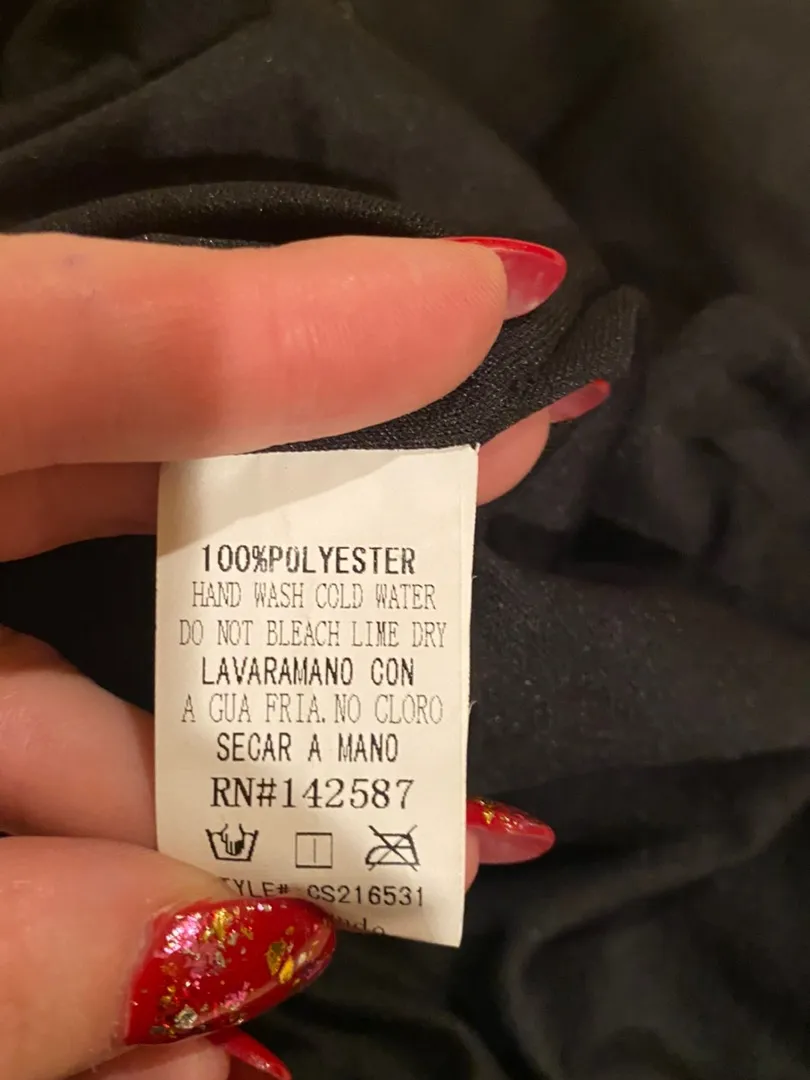 100%POLYESTER
HAND WASH COLD WATER
DO NOT BLEACH LIME DRY
LAVARAMANO CON
A GUA FRIA. NO CLORO
SECAR A MANO
RN#142587
CS216531